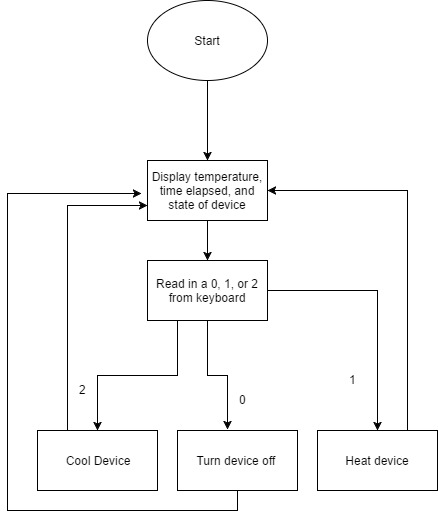 Start
Display temperature,
time elapsed, and
state of device
Read in a 0, 1, or 2
from keyboard
2
0
1
Cool Device
Turn device off
Heat device